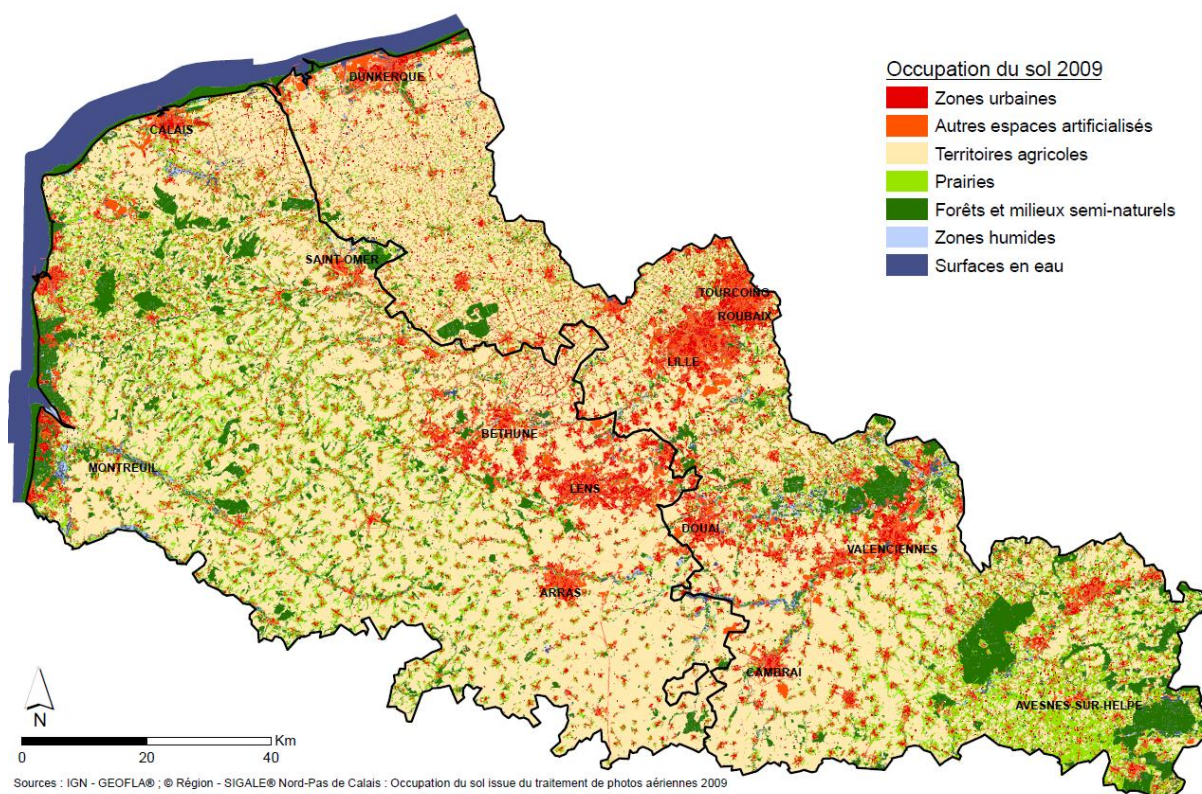 DUNKERQUE
CALAIS
SAINT-OMER
TOURCOING
ROUBAIX
LILLE
BETHUNE
MONTREUIL
LENS
DOUAI
VALENCIENNES
ARRAS
CAMBRAI
AVESNES-SUR-HELPE
Occupation du sol 2009
Zones urbaines
Autres espaces artificialisés
Territoires agricoles
Prairies
Forêts et milieux semi-naturels
Zones humides
Surfaces en eau
N
Km
0 20 40
Sources : IGN - GEOFLA® ; © Région - SIGALE® Nord-Pas de Calais : Occupation du sol issue du traitement de photos aériennes 2009